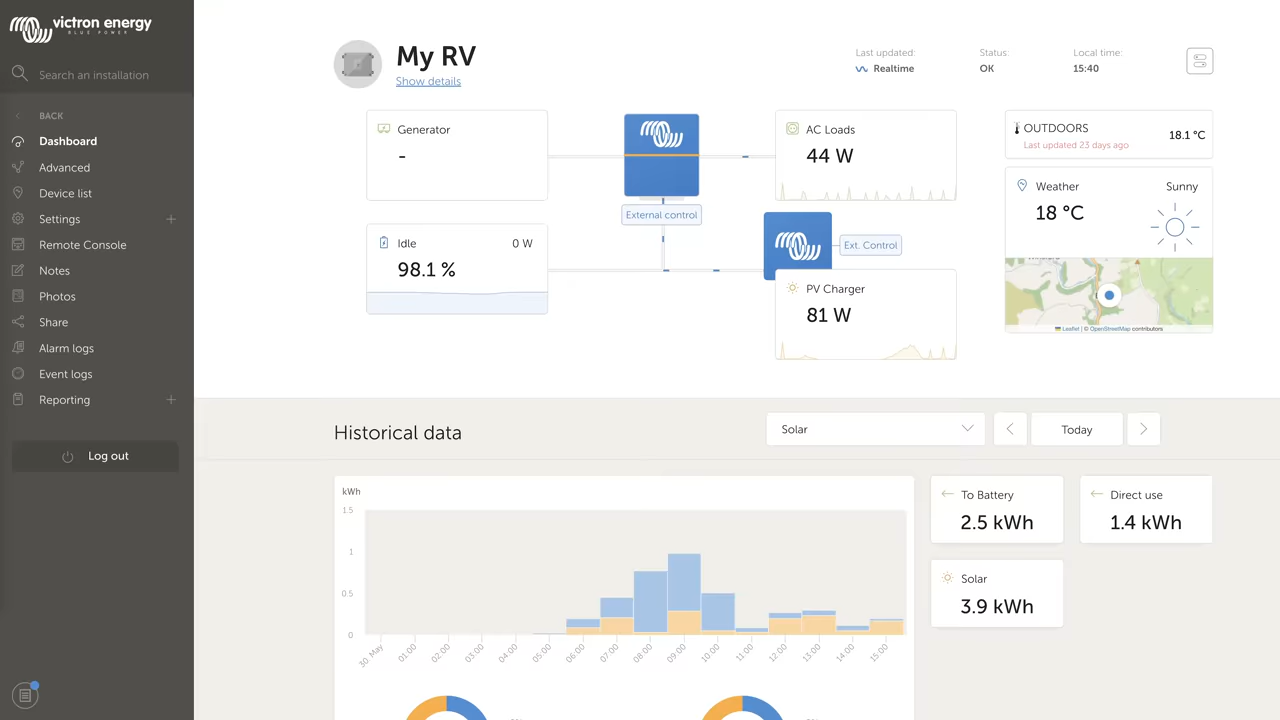 victron energy
BLUE POWER
Search an installation
BACK
Dashboard
Advanced
Device list
Settings
Remote Console
Notes
Photos
Share
Alarm logs
Event logs
Reporting
Log out
My RV
Show details
Last updated:
Realtime
Status:
OK
Local time:
15:40
Generator
-
External control
AC Loads
44 W
Idle
0 W
98.1 %
Ext. Control
PV Charger
81 W
OUTDOORS
Last updated 23 days ago
18.1 °C
Weather
Sunny
18 °C
Leaflet | © OpenStreetMap contributors
Historical data
Solar
Today
kWh
1.5
1
0.5
0
30. May
01:00
02:00
03:00
04:00
05:00
06:00
07:00
08:00
09:00
10:00
11:00
12:00
13:00
14:00
15:00
To Battery
2.5 kWh
Direct use
1.4 kWh
Solar
3.9 kWh